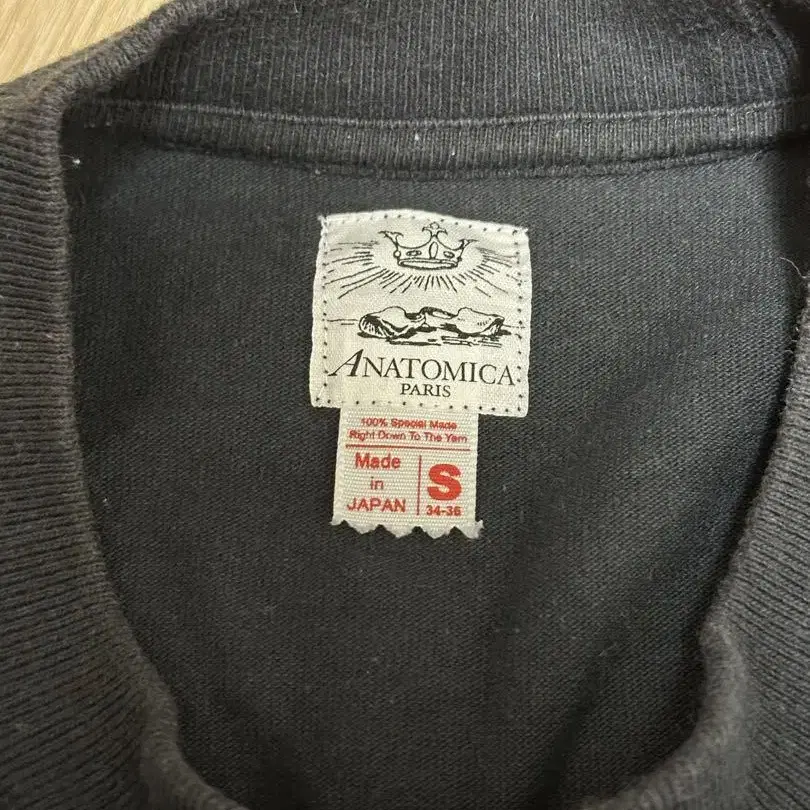 ANATOMICA
PARIS
100% Special Made
Right Down To The Yarn
Made
in
JAPAN
S
34-36